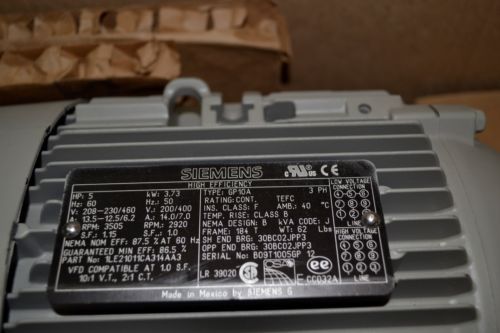 SIEMENS
HIGH EFFICIENCY
HP: 5 kW: 3.73 TYPE: GP10A 3 PH
Hz: 60 Hz: 50 RATING: CONT. TEFC
V: 208-230/460 V: 200/400 INS. CLASS: F AMB: 40 °C
A: 13.5-12.5/6.2 A: 14.0/7.0 TEMP. RISE: CLASS B
RPM: 3505 RPM: 2920 NEMA DESIGN: B kVA CODE: J
S.F.: 1.15 S.F.: 1.0 FRAME: 184 T WT: 62 Lbs
NEMA NOM EFF: 87.5 % AT 60 Hz SH END BRG: 30BC02JPP3
GUARANTEED MIN EFF: 86.5 % OPP END BRG: 30BC02JPP3
PART No: 1LE21011CA314AA3 SERIAL: B09T1005GP 12
VFD COMPATIBLE AT 1.0 S.F.
10:1 V.T., 2:1 C.T. LR 39020 CC032A
Made in Mexico by SIEMENS
LOW VOLTAGE CONNECTION
LINE
HIGH VOLTAGE CONNECTION
LINE